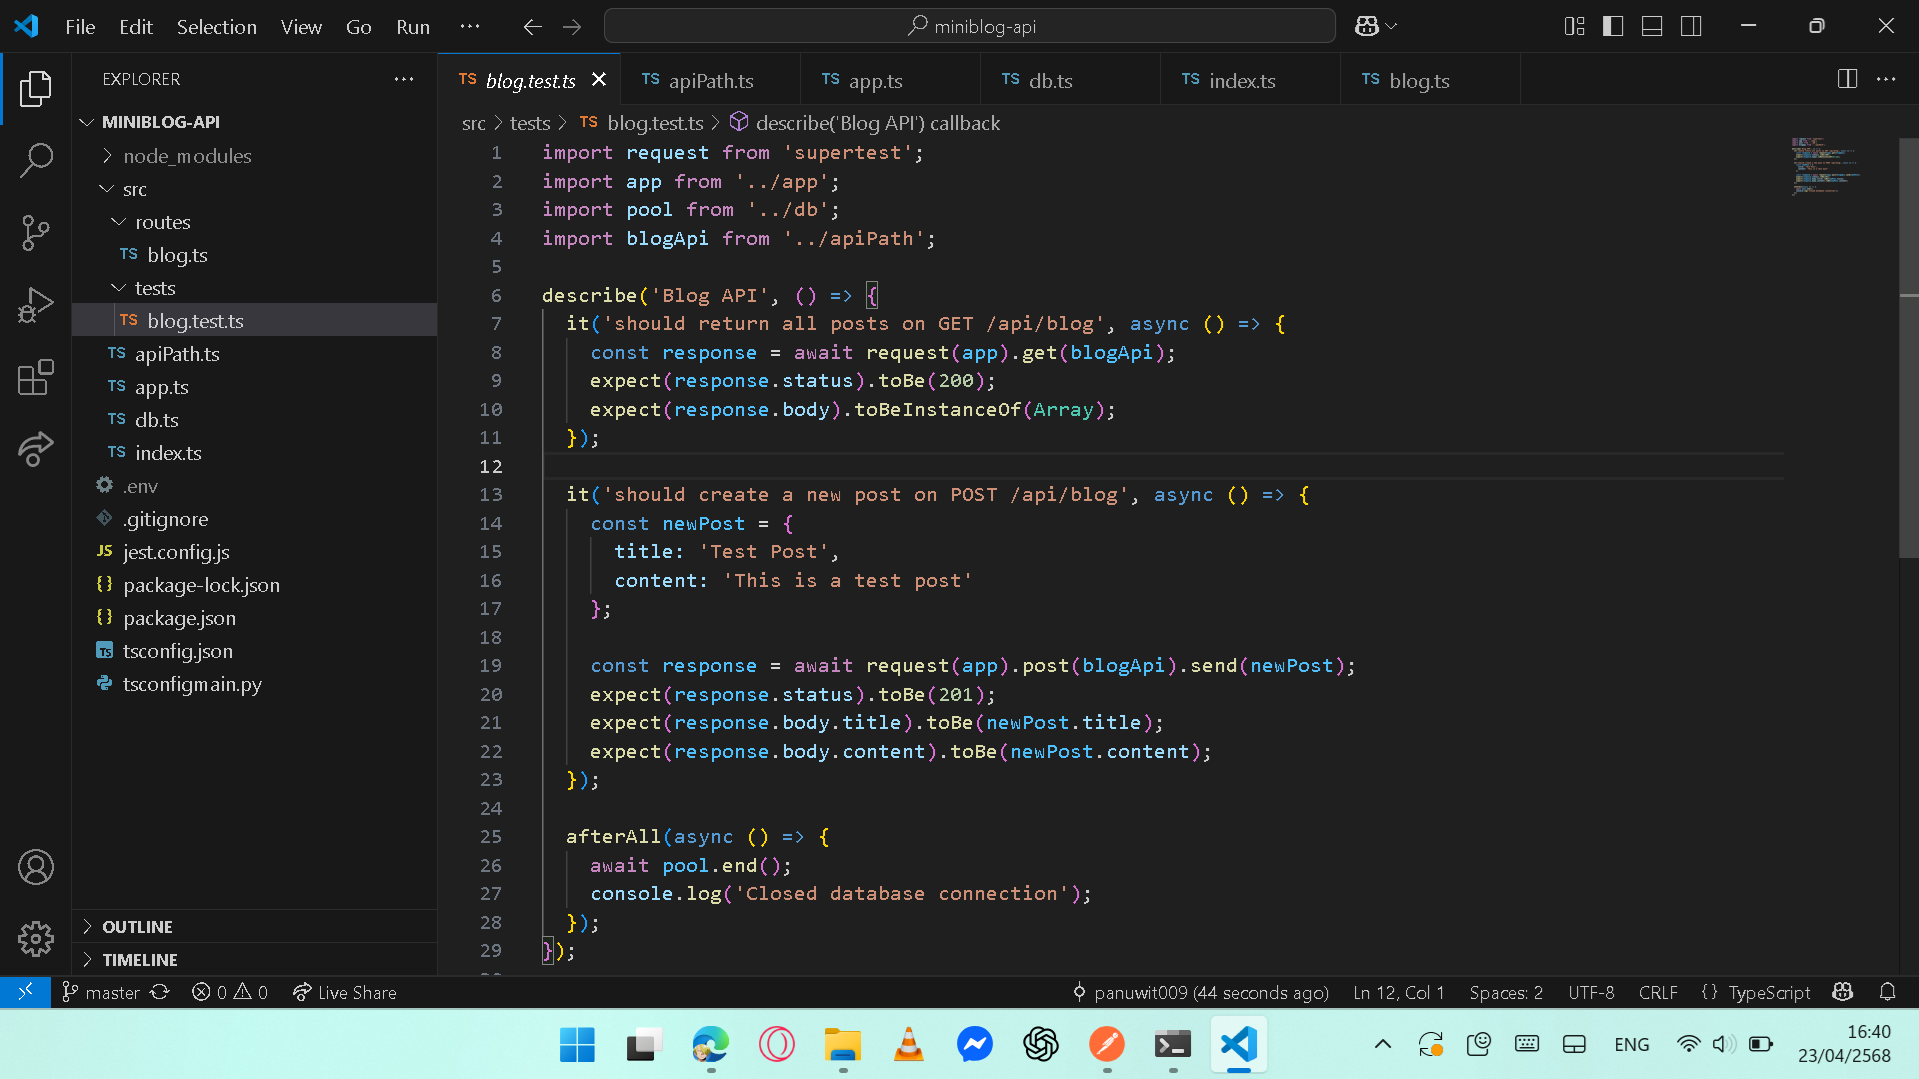 File Edit Selection View Go Run ··· miniblog-api
EXPLORER
MINIBLOG-API
node_modules
src
routes
TS blog.ts
tests
TS blog.test.ts
TS apiPath.ts
TS app.ts
TS db.ts
TS index.ts
.env
.gitignore
JS jest.config.js
{} package-lock.json
{} package.json
TS tsconfig.json
tsconfigmain.py
OUTLINE
TIMELINE
TS blog.test.ts TS apiPath.ts TS app.ts TS db.ts TS index.ts TS blog.ts
src > tests > TS blog.test.ts > describe('Blog API') callback
1 import request from 'supertest';
2 import app from '../app';
3 import pool from '../db';
4 import blogApi from '../apiPath';
5
6 describe('Blog API', () => {
7 it('should return all posts on GET /api/blog', async () => {
8 const response = await request(app).get(blogApi);
9 expect(response.status).toBe(200);
10 expect(response.body).toBeInstanceOf(Array);
11 });
12
13 it('should create a new post on POST /api/blog', async () => {
14 const newPost = {
15 title: 'Test Post',
16 content: 'This is a test post'
17 };
18
19 const response = await request(app).post(blogApi).send(newPost);
20 expect(response.status).toBe(201);
21 expect(response.body.title).toBe(newPost.title);
22 expect(response.body.content).toBe(newPost.content);
23 });
24
25 afterAll(async () => {
26 await pool.end();
27 console.log('Closed database connection');
28 });
29 });
master 0 0 Live Share panuwit009 (44 seconds ago) Ln 12, Col 1 Spaces: 2 UTF-8 CRLF {} TypeScript
ENG 16:40
23/04/2568